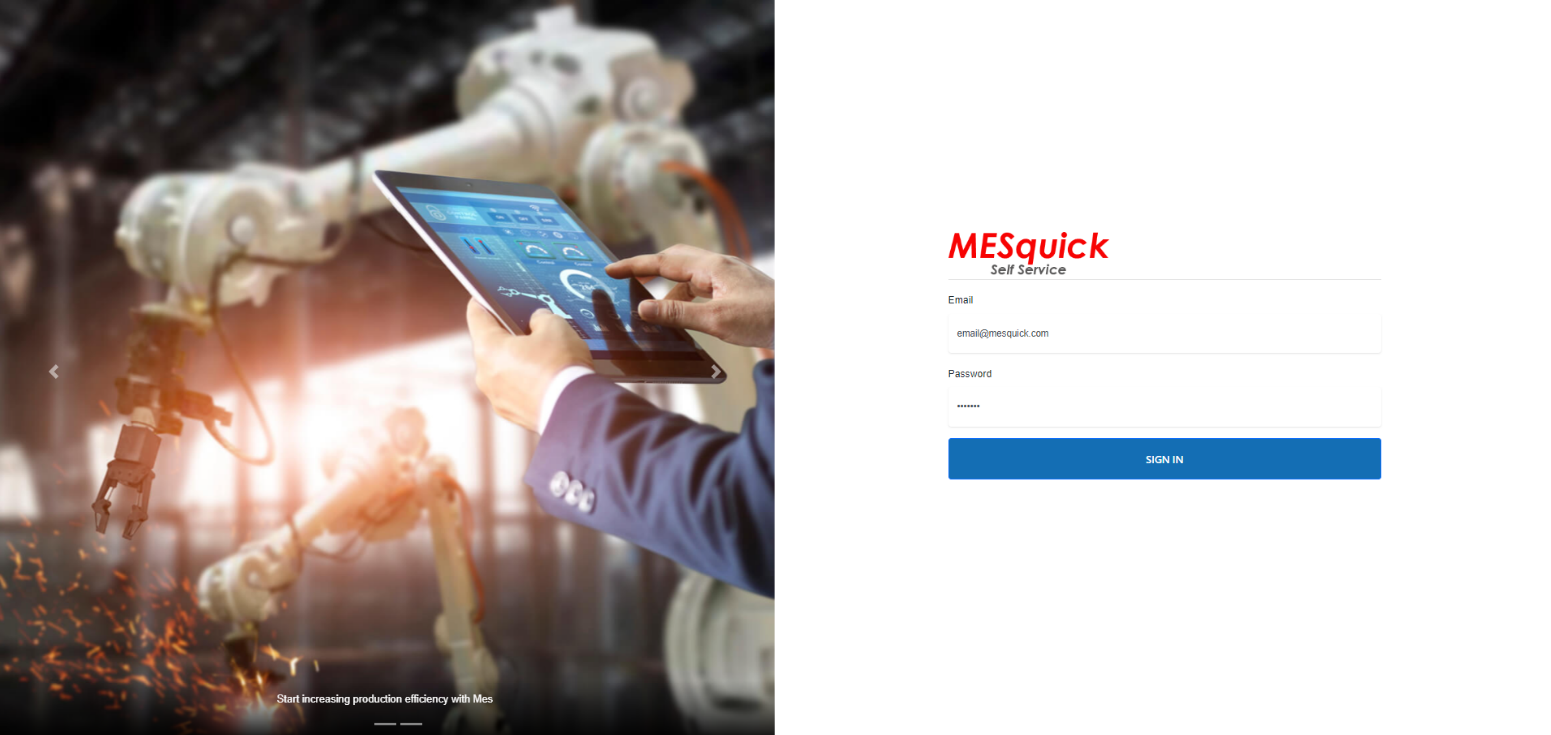 Start increasing production efficiency with Mes
MESquick
Self Service
Email
email@mesquick.com
Password
•••••••
SIGN IN